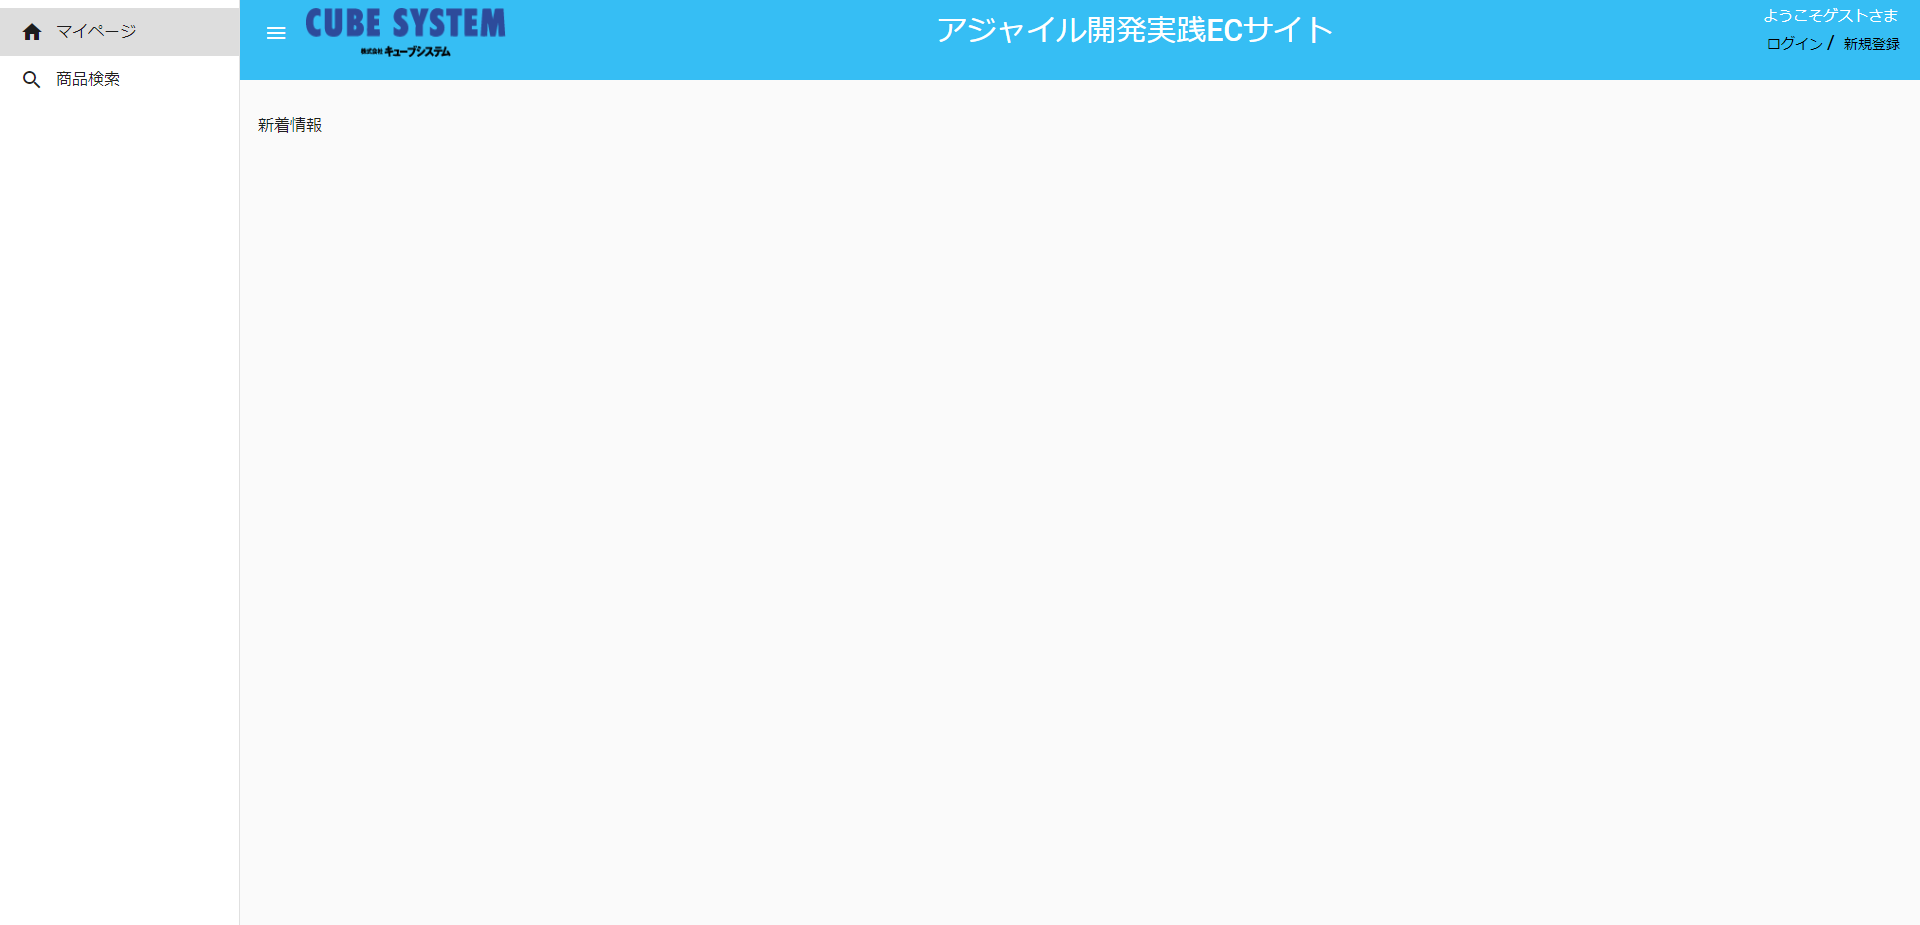 マイページ
商品検索
CUBE SYSTEM
株式会社 キューブシステム
アジャイル開発実践ECサイト
ようこそゲストさま
ログイン / 新規登録
新着情報